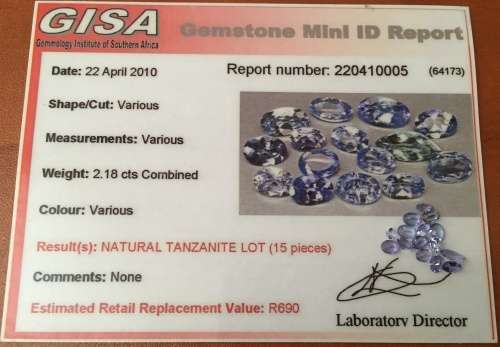 GISA
Gemmology Institute of Southern Africa
Gemstone Mini ID Report
Date: 22 April 2010
Report number: 220410005 (64173)
Shape/Cut: Various
Measurements: Various
Weight: 2.18 cts Combined
Colour: Various
Result(s): NATURAL TANZANITE LOT (15 pieces)
Comments: None
Estimated Retail Replacement Value: R690
Laboratory Director